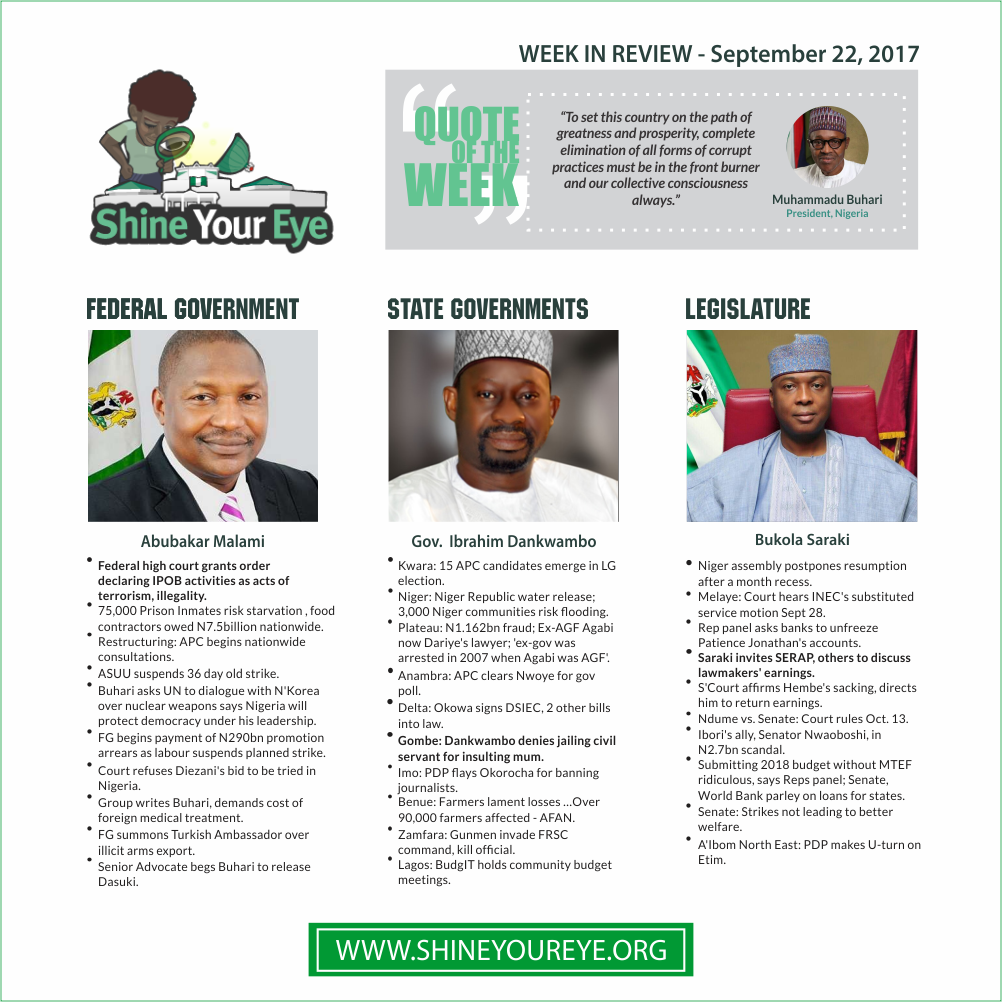 WEEK IN REVIEW - September 22, 2017
Shine Your Eye
QUOTE
OF THE
WEEK
“To set this country on the path of
greatness and prosperity, complete
elimination of all forms of corrupt
practices must be in the front burner
and our collective consciousness
always.”
Muhammadu Buhari
President, Nigeria
FEDERAL GOVERNMENT
Abubakar Malami
• Federal high court grants order
declaring IPOB activities as acts of
terrorism, illegality.
• 75,000 Prison Inmates risk starvation , food
contractors owed N7.5billion nationwide.
• Restructuring: APC begins nationwide
consultations.
• ASUU suspends 36 day old strike.
• Buhari asks UN to dialogue with N'Korea
over nuclear weapons says Nigeria will
protect democracy under his leadership.
• FG begins payment of N290bn promotion
arrears as labour suspends planned strike.
• Court refuses Diezani's bid to be tried in
Nigeria.
• Group writes Buhari, demands cost of
foreign medical treatment.
• FG summons Turkish Ambassador over
illicit arms export.
• Senior Advocate begs Buhari to release
Dasuki.
STATE GOVERNMENTS
Gov. Ibrahim Dankwambo
• Kwara: 15 APC candidates emerge in LG
election.
• Niger: Niger Republic water release;
3,000 Niger communities risk flooding.
• Plateau: N1.162bn fraud; Ex-AGF Agabi
now Dariye's lawyer; 'ex-gov was
arrested in 2007 when Agabi was AGF'.
• Anambra: APC clears Nwoye for gov
poll.
• Delta: Okowa signs DSIEC, 2 other bills
into law.
• Gombe: Dankwambo denies jailing civil
servant for insulting mum.
• Imo: PDP flays Okorocha for banning
journalists.
• Benue: Farmers lament losses ...Over
90,000 farmers affected - AFAN.
• Zamfara: Gunmen invade FRSC
command, kill official.
• Lagos: BudgIT holds community budget
meetings.
LEGISLATURE
Bukola Saraki
• Niger assembly postpones resumption
after a month recess.
• Melaye: Court hears INEC's substituted
service motion Sept 28.
• Rep panel asks banks to unfreeze
Patience Jonathan's accounts.
• Saraki invites SERAP, others to discuss
lawmakers' earnings.
• S'Court affirms Hembe's sacking, directs
him to return earnings.
• Ndume vs. Senate: Court rules Oct. 13.
• Ibori's ally, Senator Nwaoboshi, in
N2.7bn scandal.
• Submitting 2018 budget without MTEF
ridiculous, says Reps panel; Senate,
World Bank parley on loans for states.
• Senate: Strikes not leading to better
welfare.
• A'Ibom North East: PDP makes U-turn on
Etim.
WWW.SHINEYOUREYE.ORG